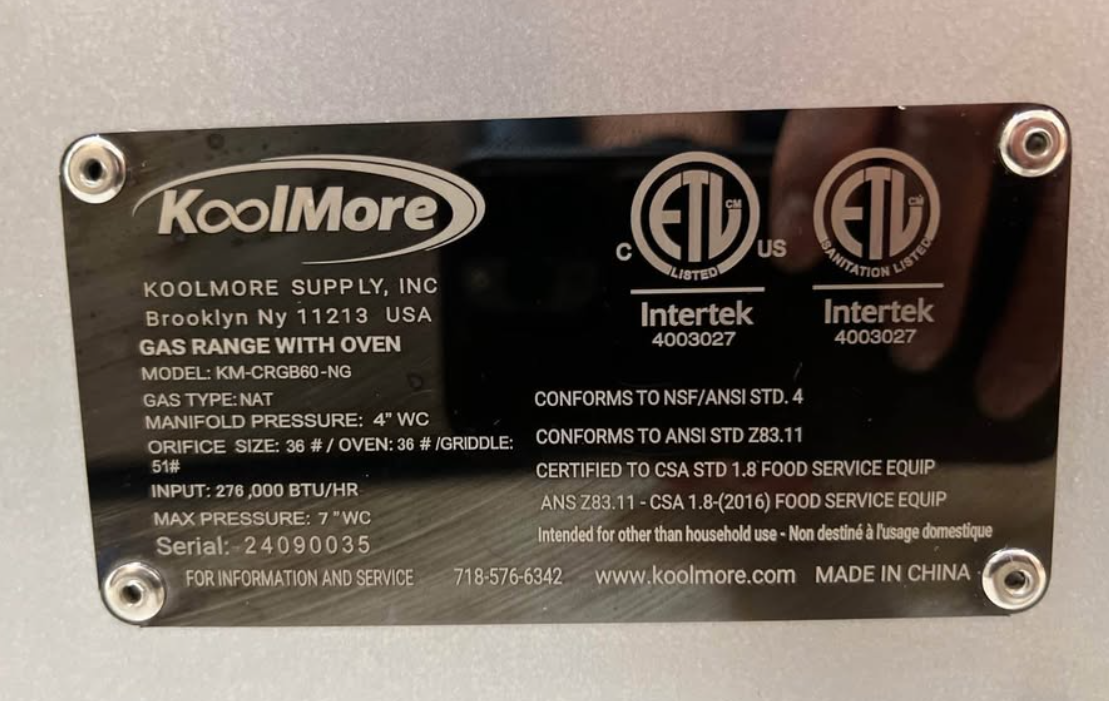 KoolMore
KOOLMORE SUPPLY, INC
Brooklyn Ny 11213 USA
GAS RANGE WITH OVEN
MODEL: KM-CRGB60-NG
GAS TYPE: NAT
MANIFOLD PRESSURE: 4" WC
ORIFICE SIZE: 36 # / OVEN: 36 # /GRIDDLE:
51#
INPUT: 276 ,000 BTU/HR
MAX PRESSURE: 7 "WC
Serial: 24090035
C ETL CM US
LISTED
Intertek
4003027
ETL CM
SANITATION LISTED
Intertek
4003027
CONFORMS TO NSF/ANSI STD. 4
CONFORMS TO ANSI STD Z83.11
CERTIFIED TO CSA STD 1.8 FOOD SERVICE EQUIP
ANS Z83.11 - CSA 1.8-(2016) FOOD SERVICE EQUIP
Intended for other than household use - Non destiné à l'usage domestique
FOR INFORMATION AND SERVICE 718-576-6342 www.koolmore.com MADE IN CHINA